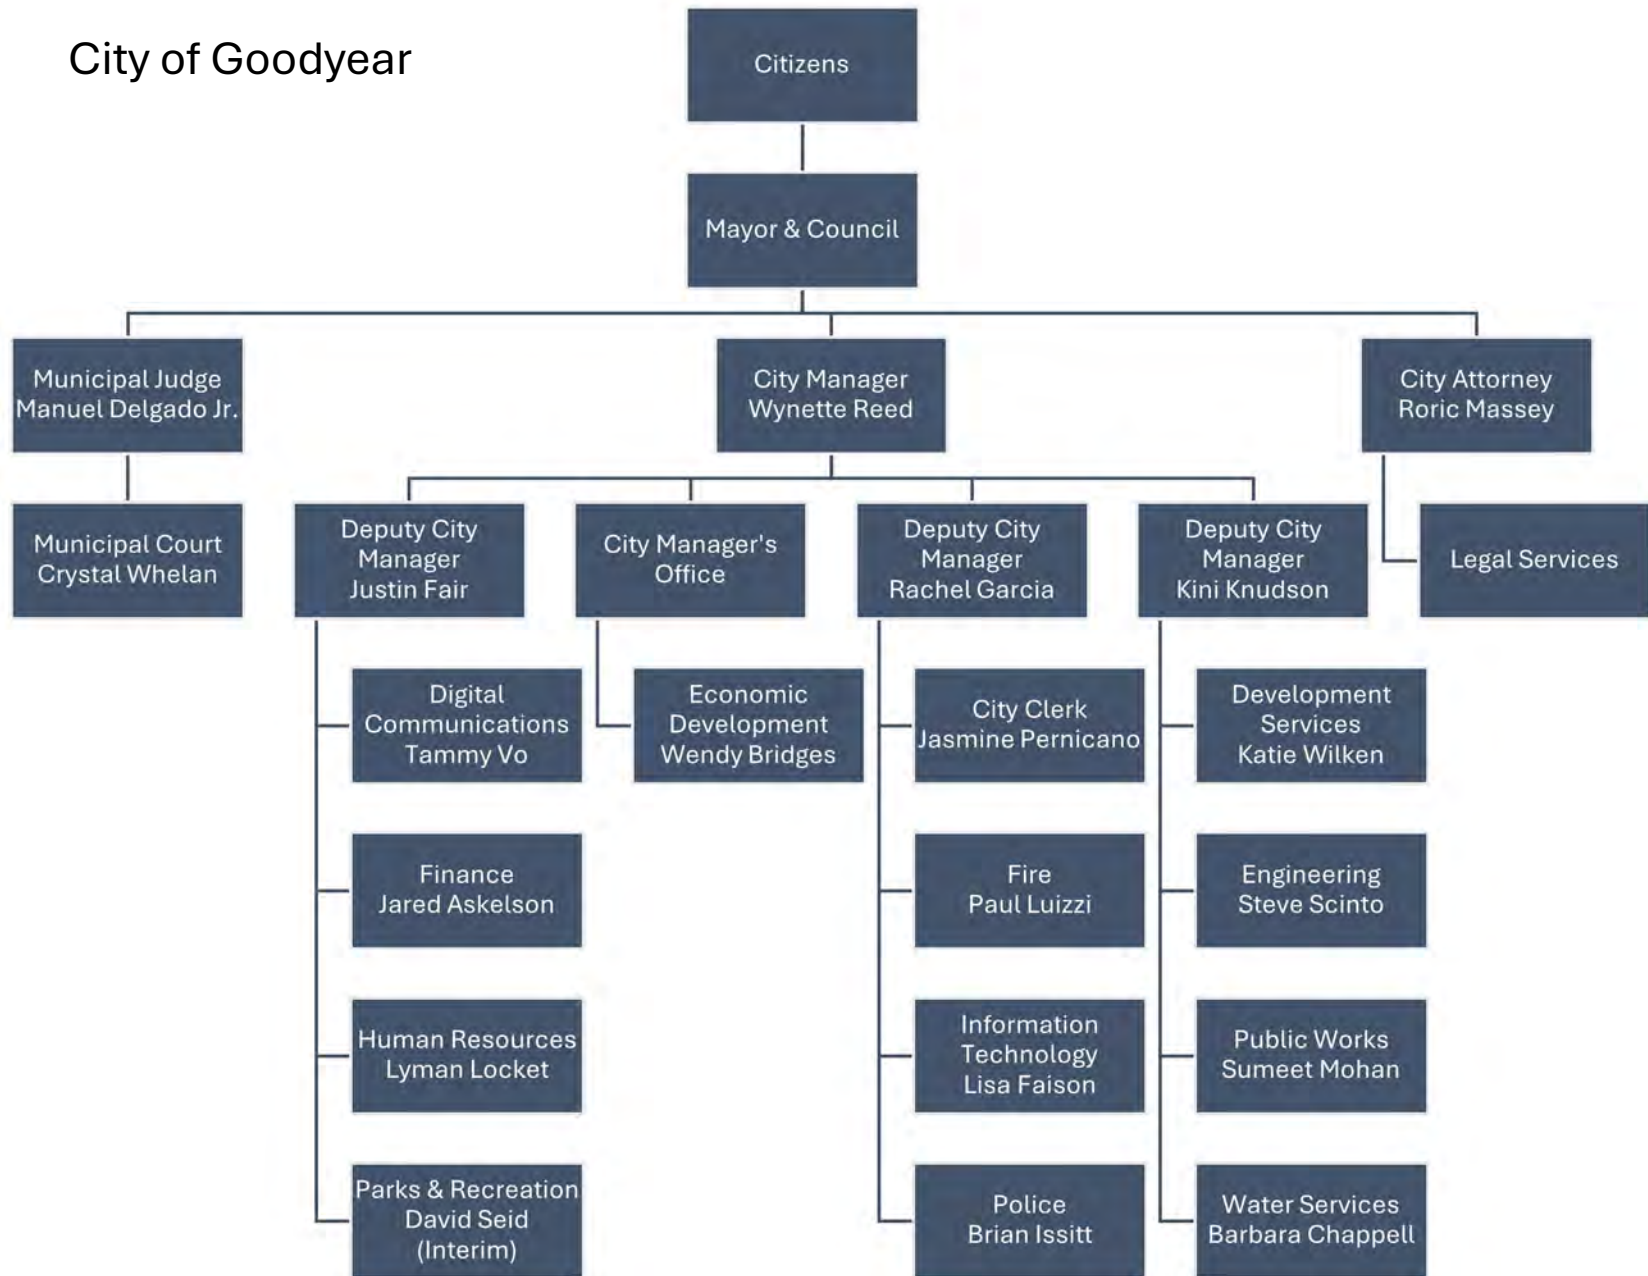 City of Goodyear
Citizens
Mayor & Council
Municipal Judge
Manuel Delgado Jr.
City Manager
Wynette Reed
City Attorney
Roric Massey
Municipal Court
Crystal Whelan
Deputy City
Manager
Justin Fair
City Manager's
Office
Deputy City
Manager
Rachel Garcia
Deputy City
Manager
Kini Knudson
Legal Services
Digital
Communications
Tammy Vo
Economic
Development
Wendy Bridges
City Clerk
Jasmine Pernicano
Development
Services
Katie Wilken
Finance
Jared Askelson
Fire
Paul Luizzi
Engineering
Steve Scinto
Human Resources
Lyman Locket
Information
Technology
Lisa Faison
Public Works
Sumeet Mohan
Parks & Recreation
David Seid
(Interim)
Police
Brian Issitt
Water Services
Barbara Chappell